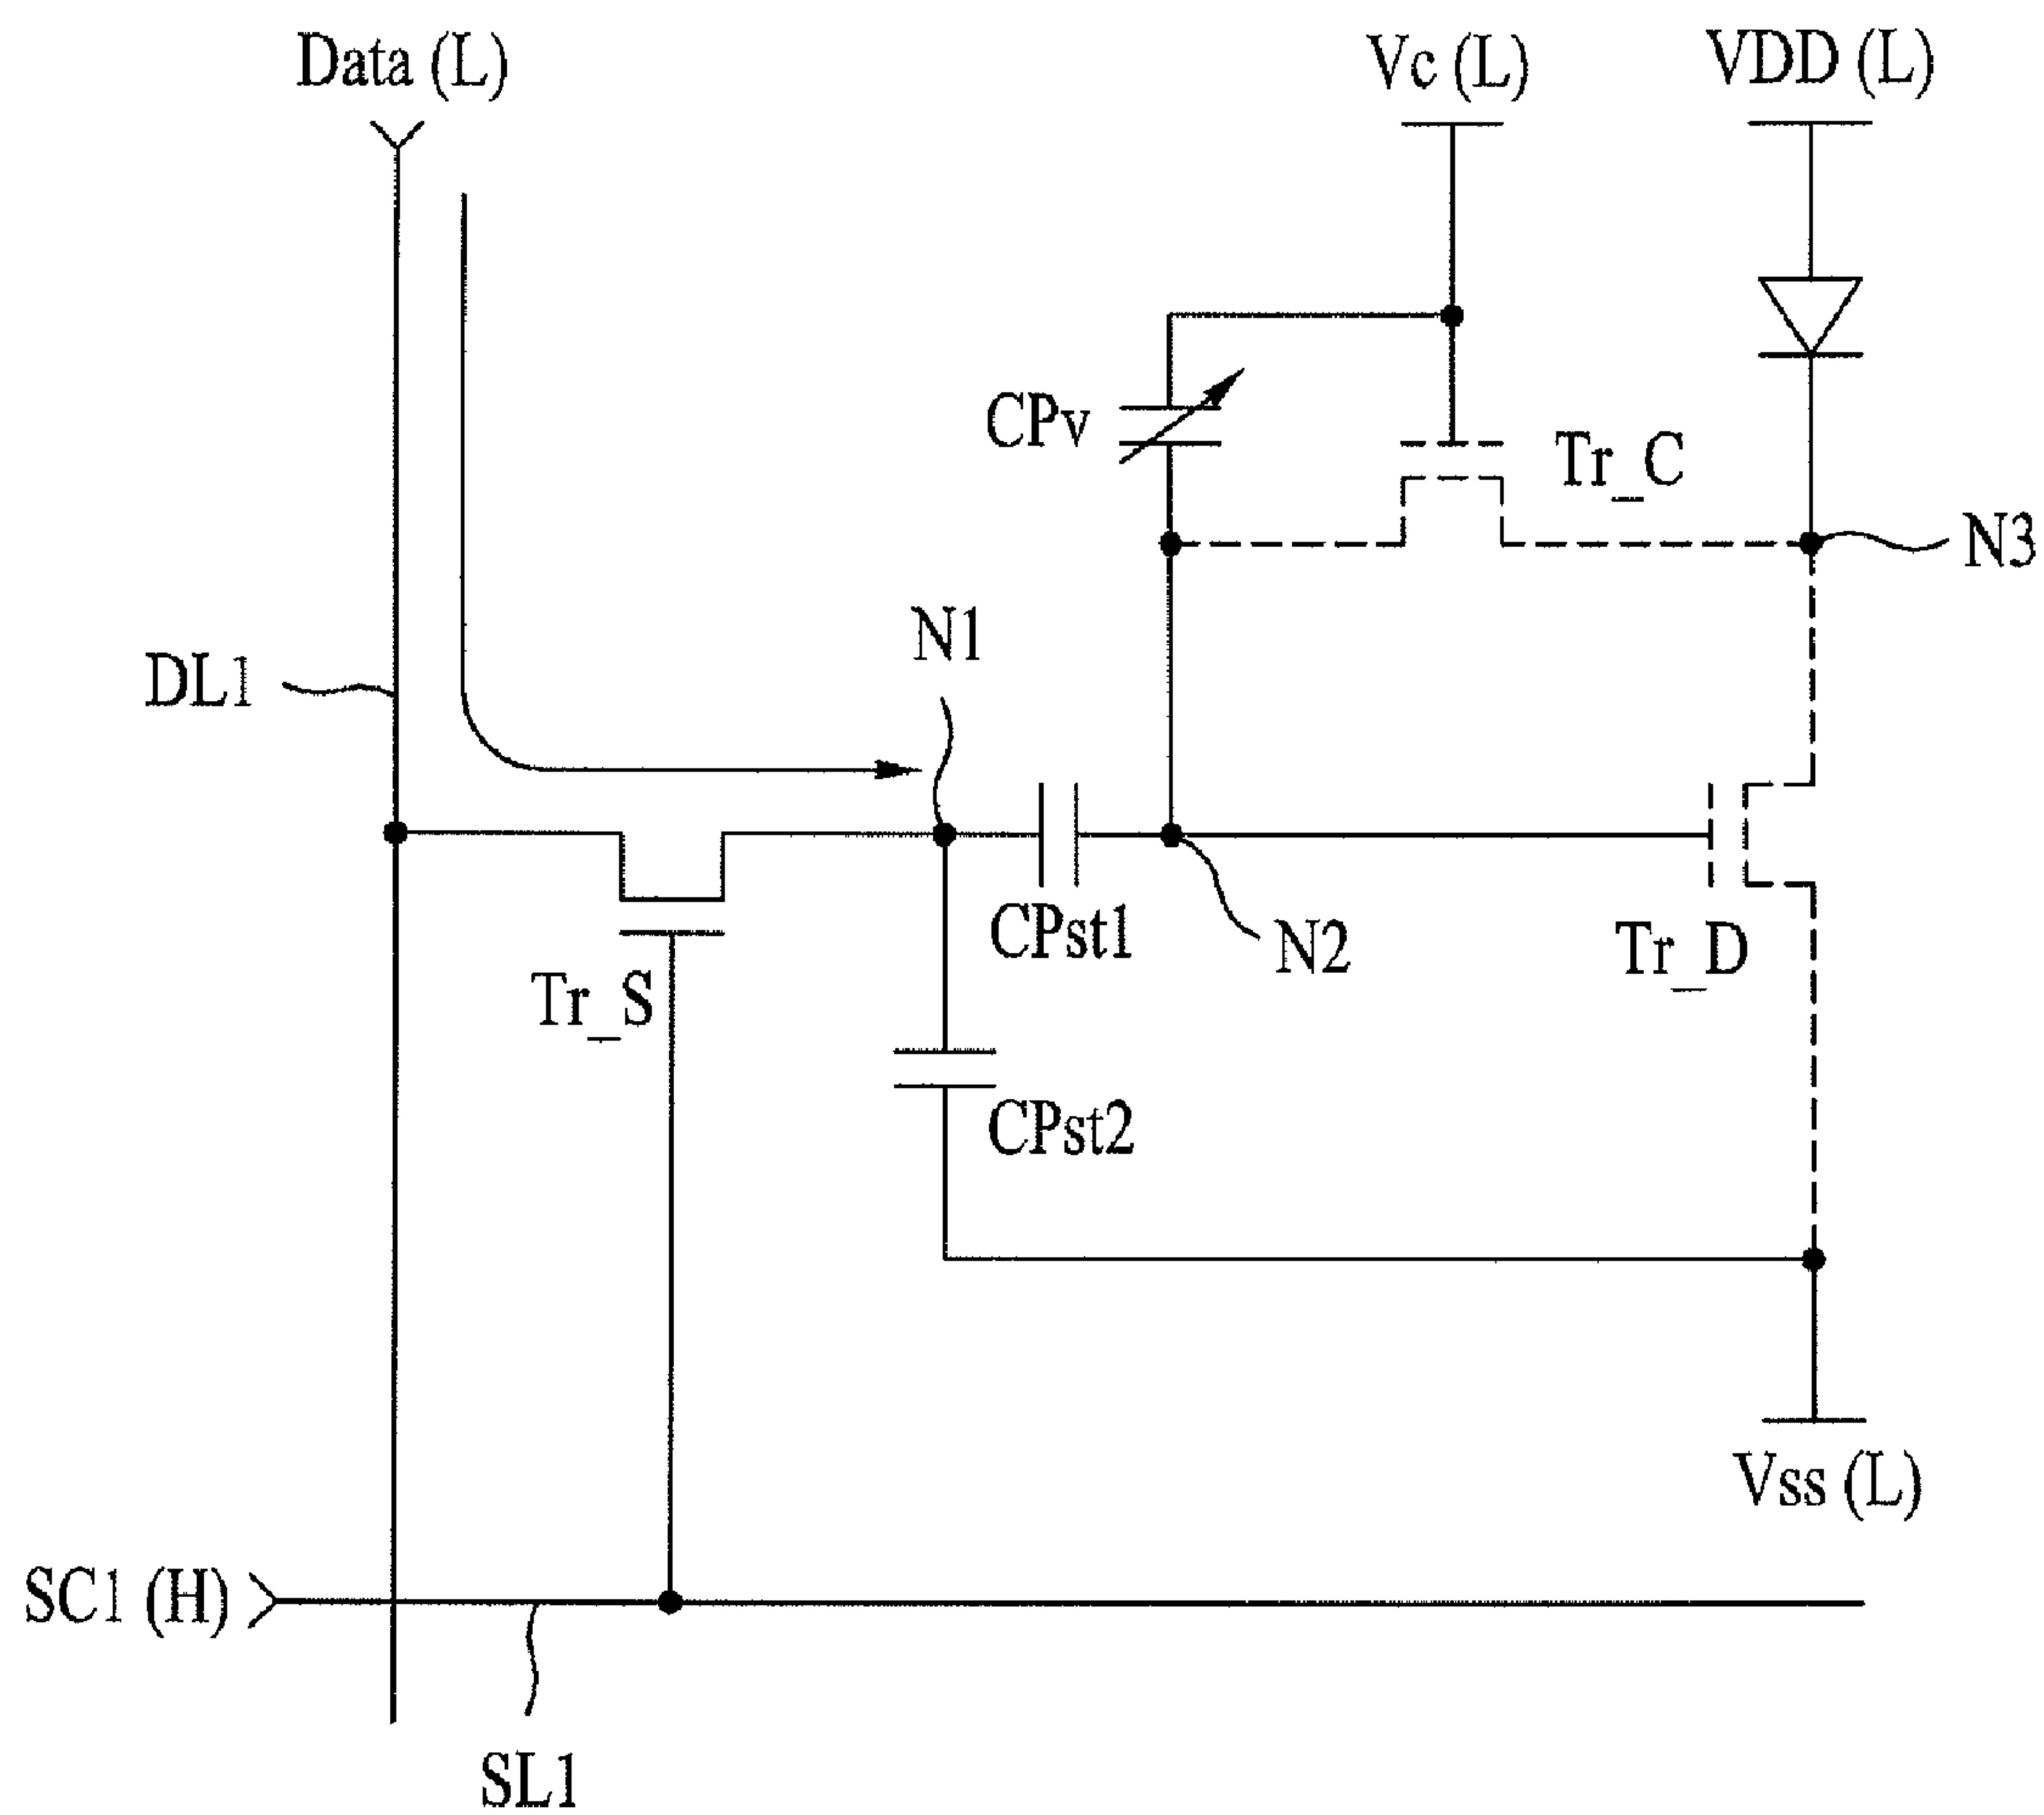 Data (L)
Vc (L)
VDD (L)
CPv
Tr_C
N3
N1
DL1
CPst1
N2
Tr_D
Tr_S
CPst2
Vss (L)
SC1 (H)
SL1